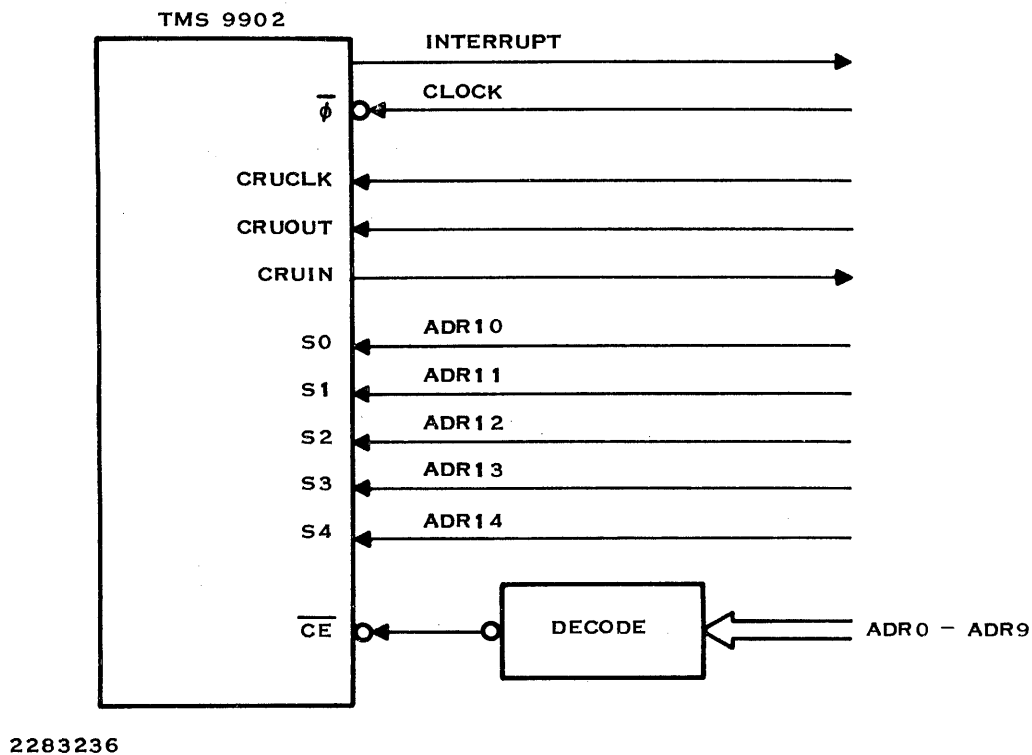 TMS 9902
INTERRUPT
CLOCK
ϕ̅
CRUCLK
CRUOUT
CRUIN
S0 ADR10
S1 ADR11
S2 ADR12
S3 ADR13
S4 ADR14
C̅E̅ DECODE ADR0 - ADR9
2283236